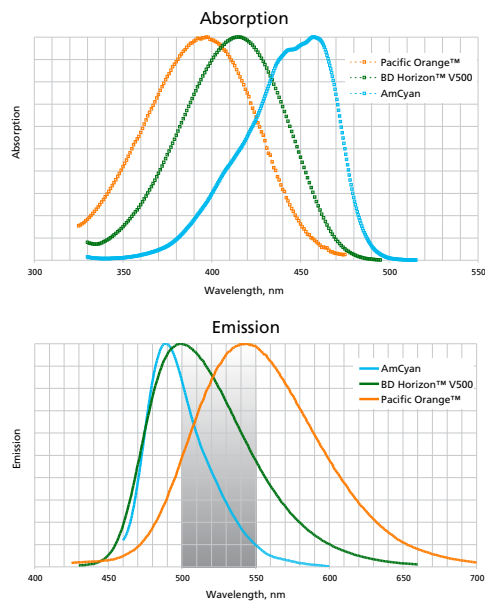 Absorption
Pacific Orange™
BD Horizon™ V500
AmCyan
Absorption
300 350 400 450 500 550
Wavelength, nm
Emission
AmCyan
BD Horizon™ V500
Pacific Orange™
Emission
400 450 500 550 600 650 700
Wavelength, nm